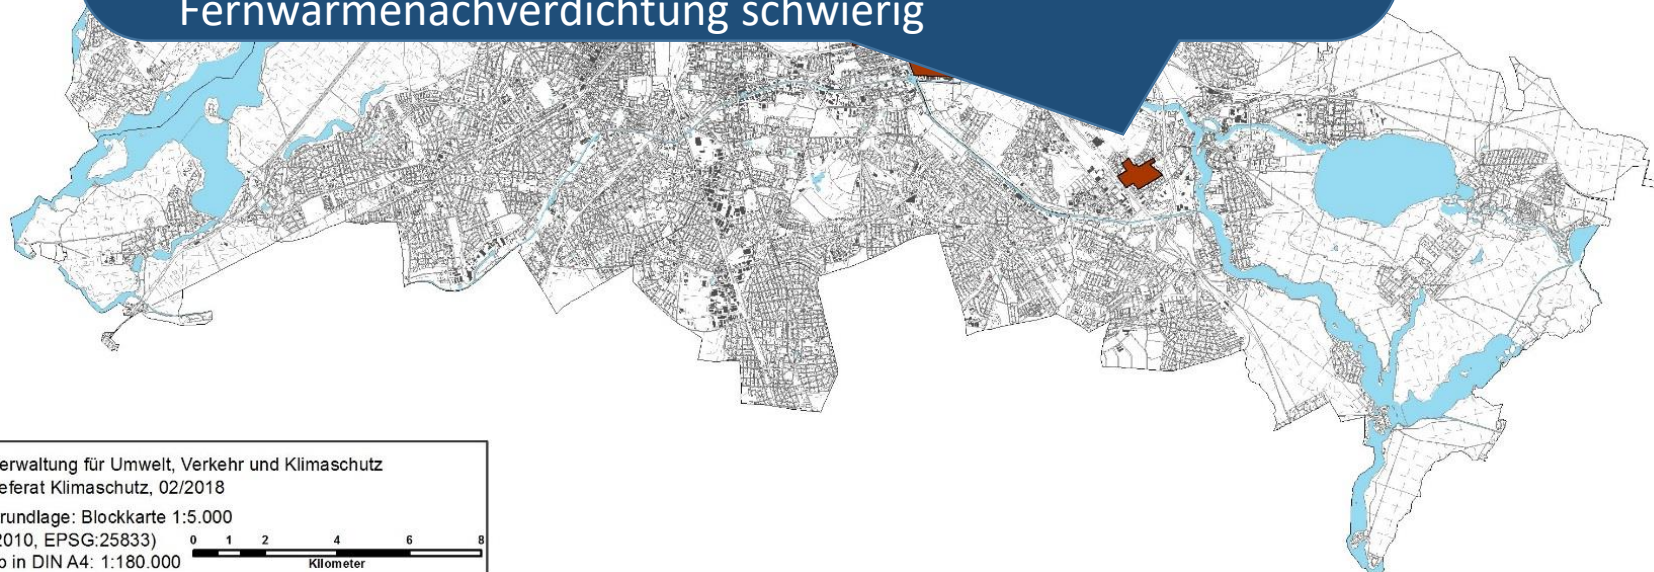 Fernwärmenachverdichtung schwierig
erwaltung für Umwelt, Verkehr und Klimaschutz
eferat Klimaschutz, 02/2018
rundlage: Blockkarte 1:5.000
2010, EPSG:25833)
0 1 2 4 6 8
b in DIN A4: 1:180.000
Kilometer